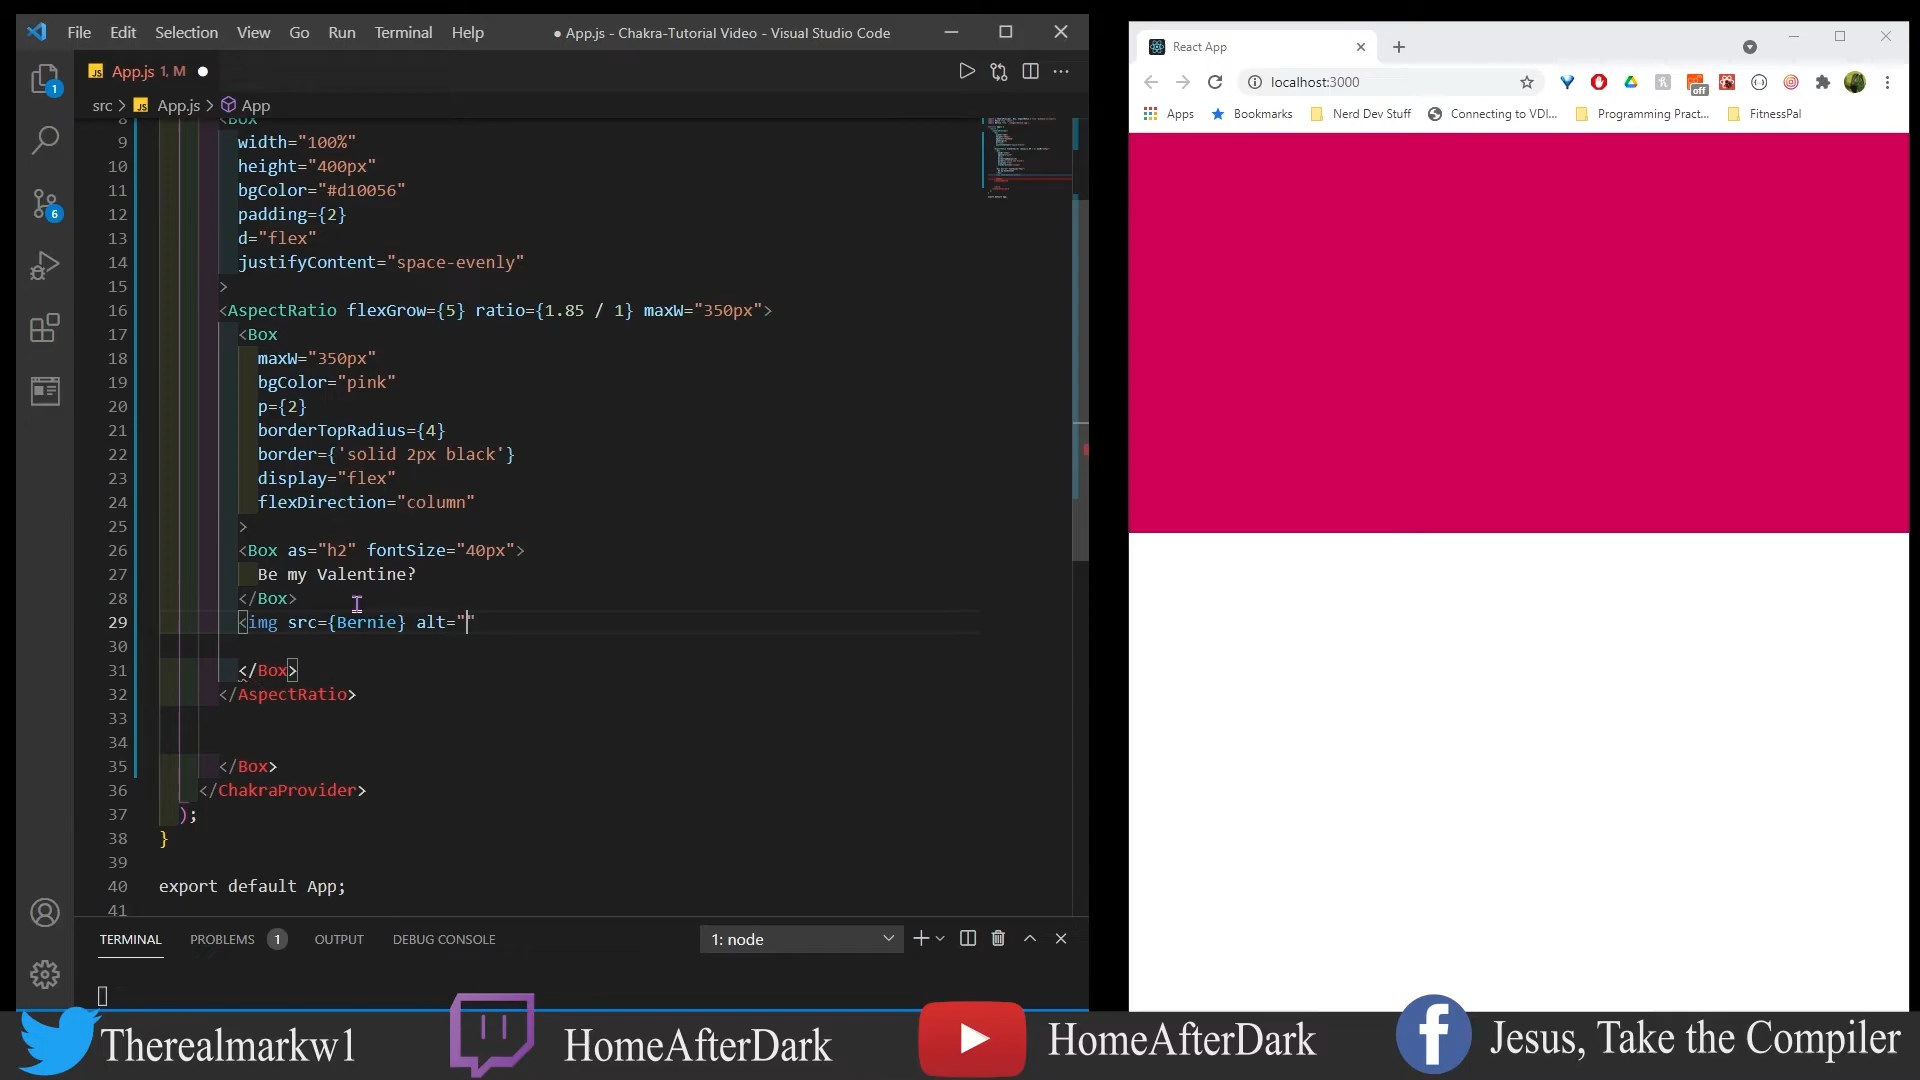 File Edit Selection View Go Run Terminal Help
● App.js - Chakra-Tutorial Video - Visual Studio Code
App.js 1, M
src > App.js > App
8 <Box
9 width="100%"
10 height="400px"
11 bgColor="#d10056"
12 padding={2}
13 d="flex"
14 justifyContent="space-evenly"
15 >
16 <AspectRatio flexGrow={5} ratio={1.85 / 1} maxW="350px">
17 <Box
18 maxW="350px"
19 bgColor="pink"
20 p={2}
21 borderTopRadius={4}
22 border={'solid 2px black'}
23 display="flex"
24 flexDirection="column"
25 >
26 <Box as="h2" fontSize="40px">
27 Be my Valentine?
28 </Box>
29 <img src={Bernie} alt=""
30
31 </Box>
32 </AspectRatio>
33
34
35 </Box>
36 </ChakraProvider>
37 );
38 }
39
40 export default App;
41
TERMINAL PROBLEMS 1 OUTPUT DEBUG CONSOLE
1: node
1
6
React App
localhost:3000
off
Apps Bookmarks Nerd Dev Stuff Connecting to VDI... Programming Pract... FitnessPal
Therealmarkw1
HomeAfterDark
HomeAfterDark
Jesus, Take the Compiler